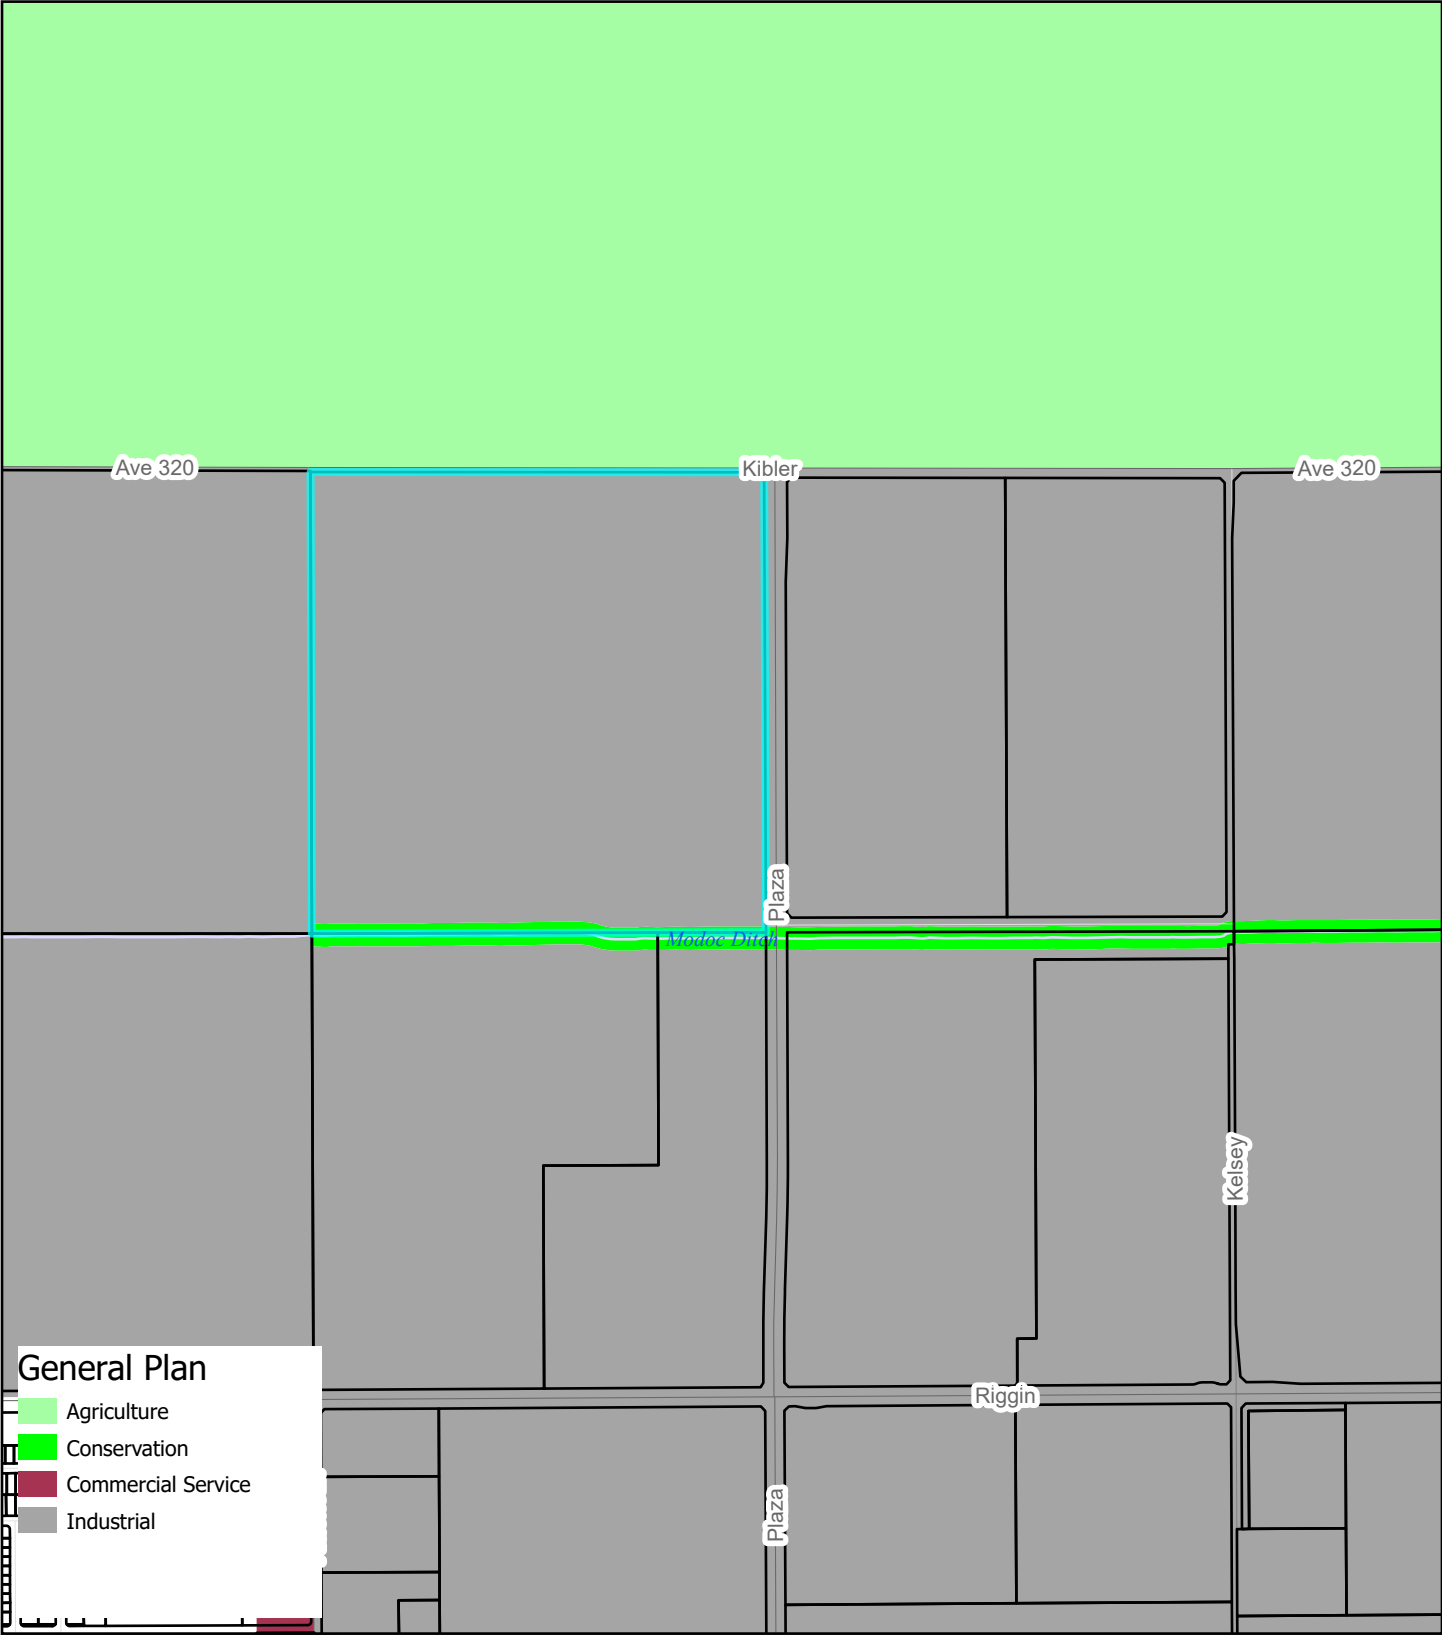 Ave 320
Kibler
Ave 320
Plaza
Modoc Ditch
Kelsey
General Plan
Agriculture
Conservation
Commercial Service
Industrial
Riggin
Plaza